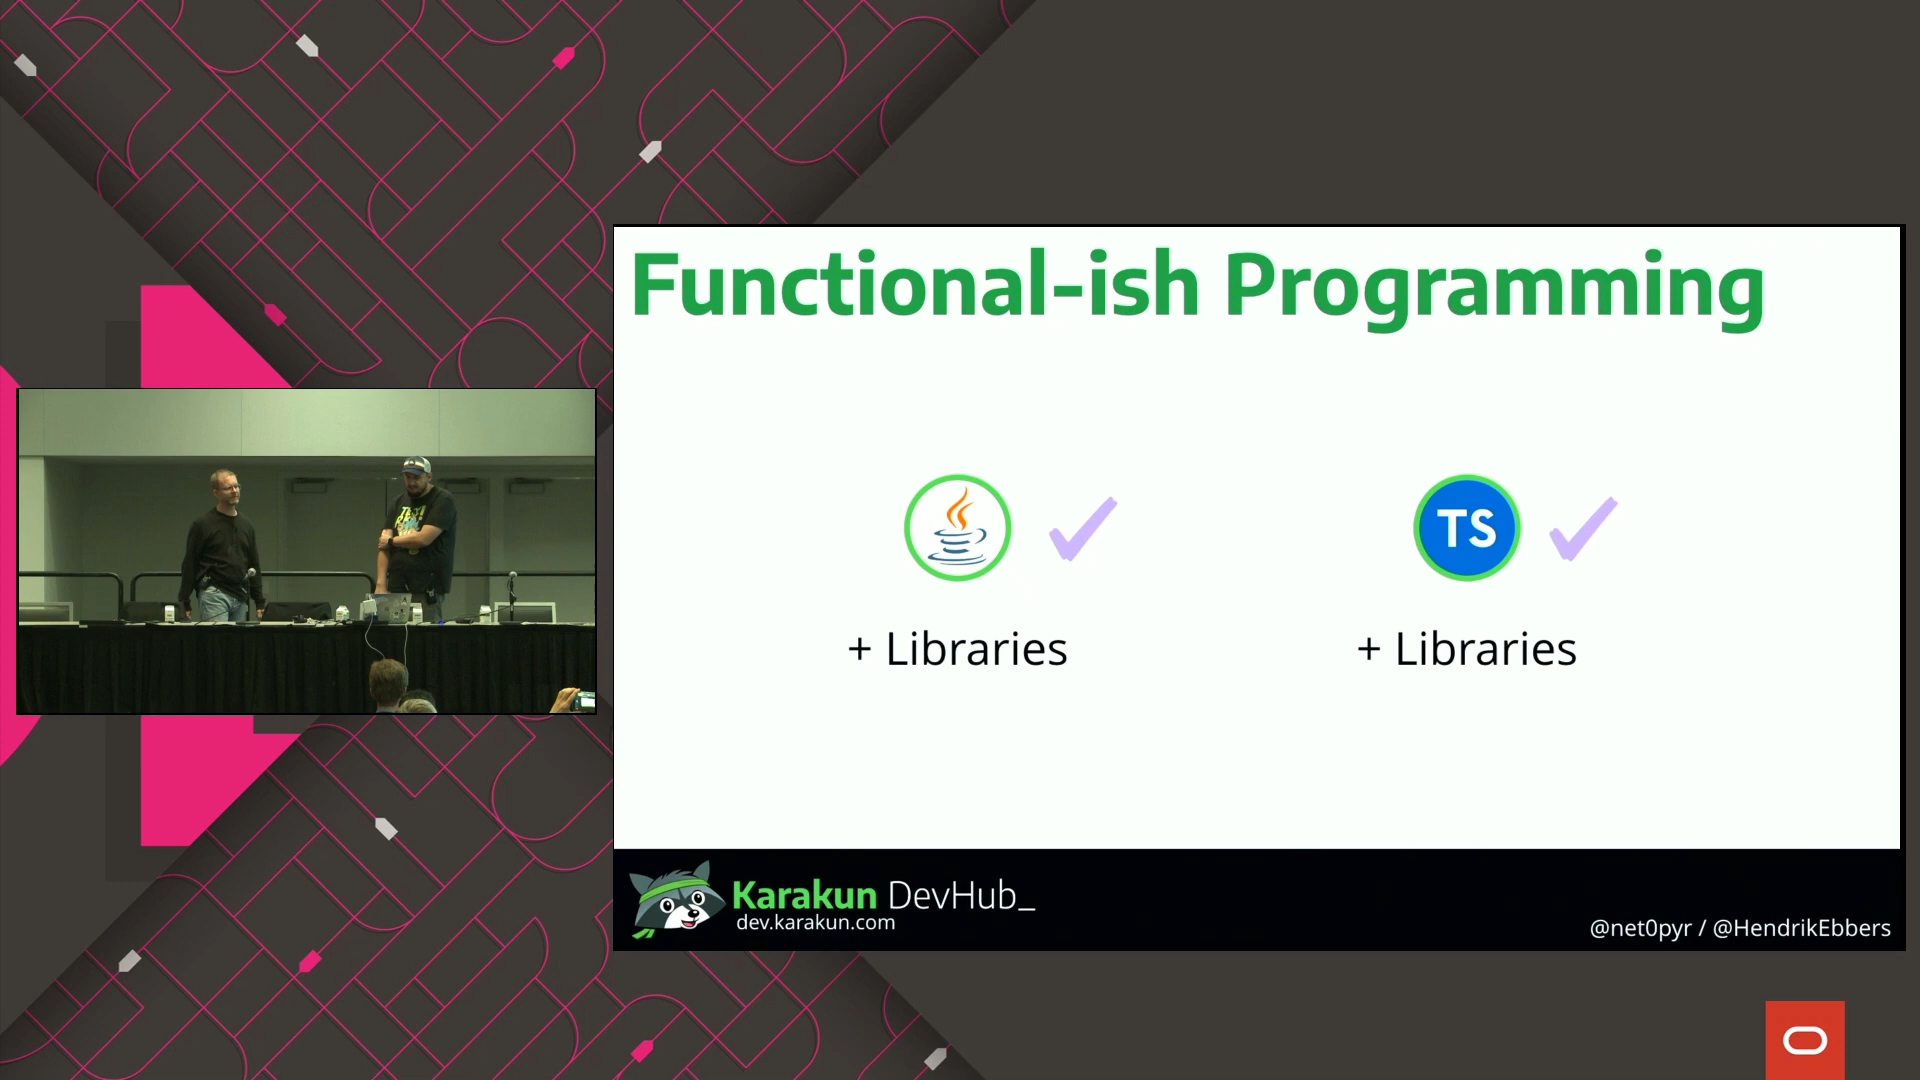 Functional-ish Programming
TS
+ Libraries
+ Libraries
Karakun DevHub_
dev.karakun.com
@net0pyr / @HendrikEbbers